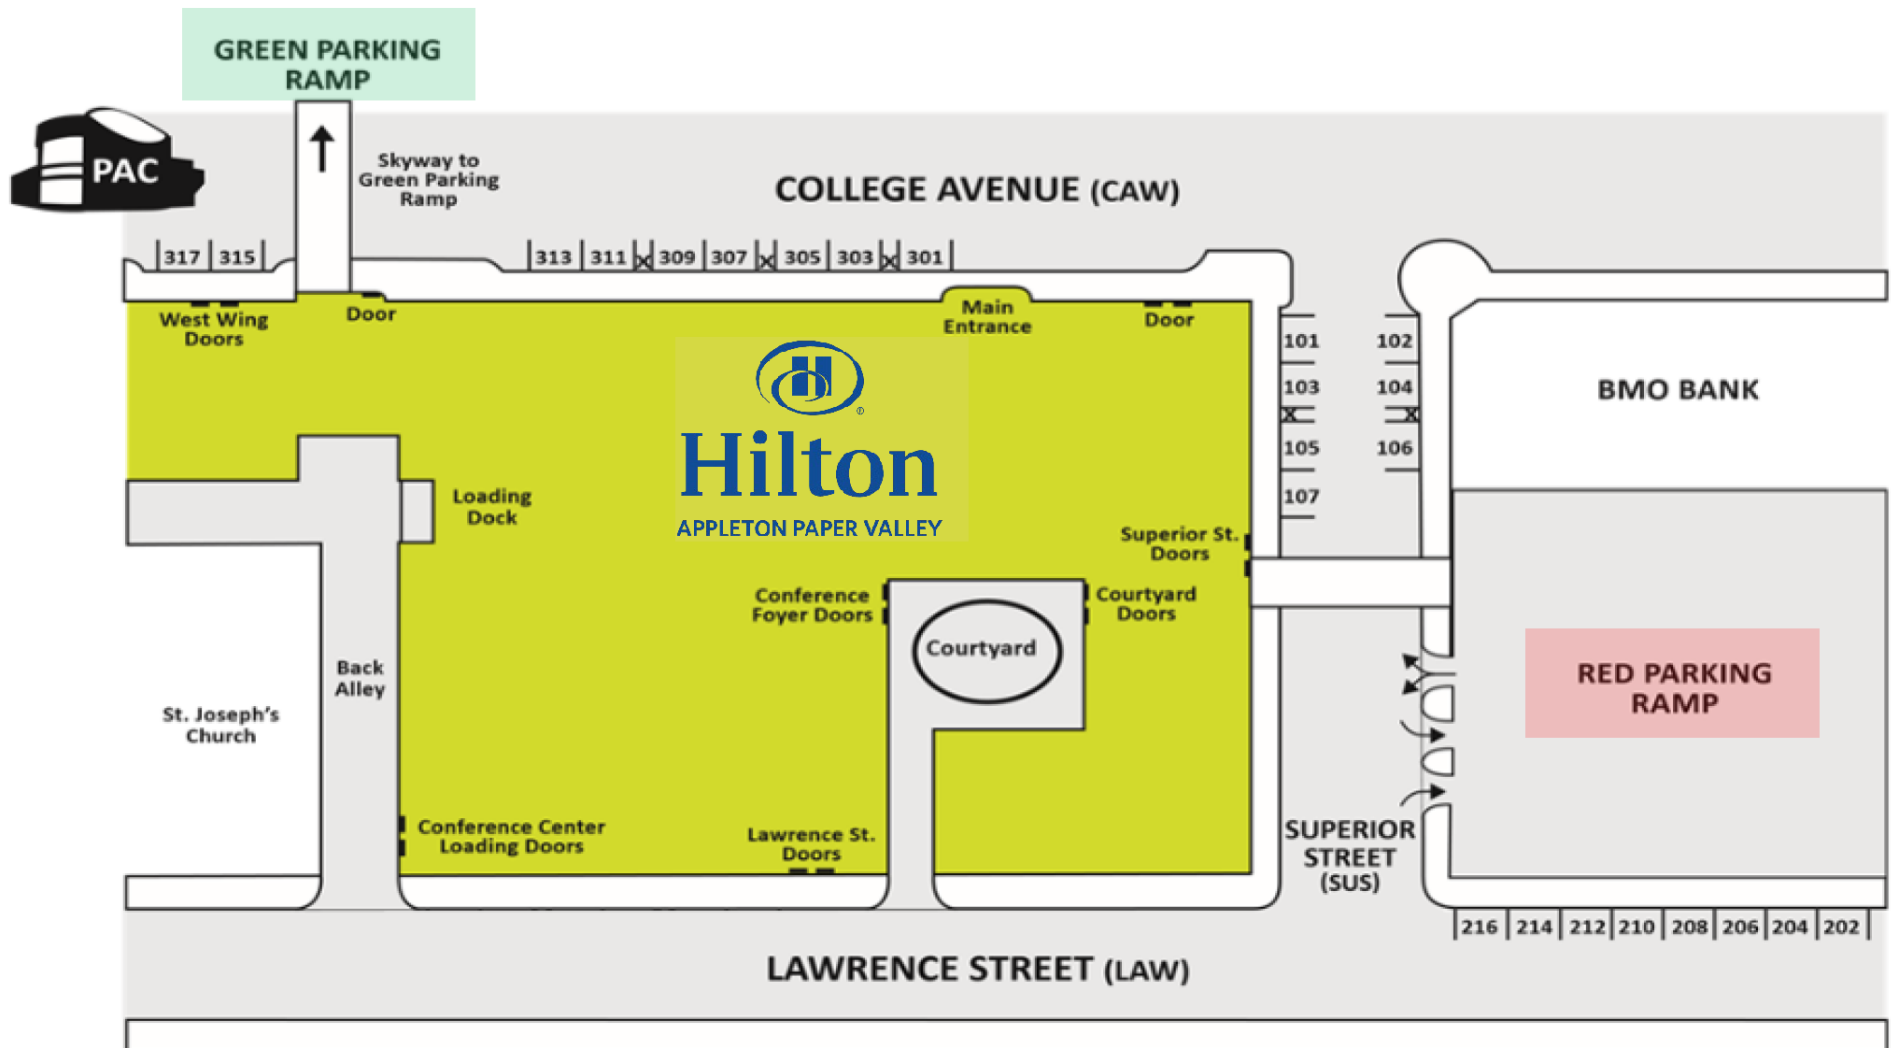 GREEN PARKING
RAMP
PAC
Skyway to
Green Parking
Ramp
COLLEGE AVENUE (CAW)
317 315 313 311 309 307 305 303 301
West Wing
Doors
Door
Main
Entrance
Door
101 102
103 104
105 106
107
BMO BANK
H
®
Hilton
APPLETON PAPER VALLEY
Loading
Dock
Superior St.
Doors
Conference
Foyer Doors
Courtyard
Doors
Courtyard
Back
Alley
St. Joseph's
Church
RED PARKING
RAMP
Conference Center
Loading Doors
Lawrence St.
Doors
SUPERIOR
STREET
(SUS)
216 214 212 210 208 206 204 202
LAWRENCE STREET (LAW)